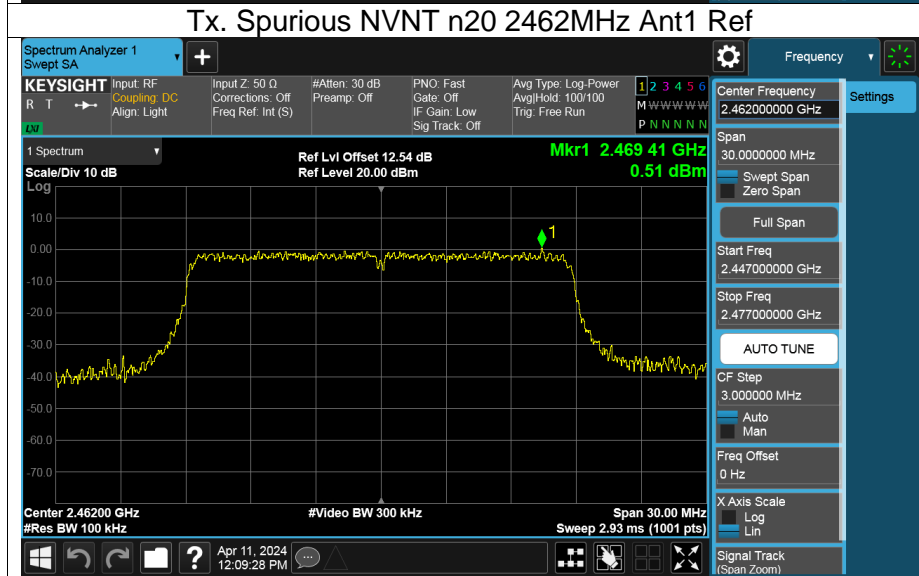 Tx. Spurious NVNT n20 2462MHz Ant1 Ref
Spectrum Analyzer 1
Swept SA
+
Frequency
KEYSIGHT
R T
LXI
Input: RF
Coupling: DC
Align: Light
Input Z: 50 Ω
Corrections: Off
Freq Ref: Int (S)
#Atten: 30 dB
Preamp: Off
PNO: Fast
Gate: Off
IF Gain: Low
Sig Track: Off
Avg Type: Log-Power
Avg|Hold: 100/100
Trig: Free Run
1 2 3 4 5 6
M W W W W W
P N N N N N
Center Frequency
2.462000000 GHz
Settings
1 Spectrum
Scale/Div 10 dB
Ref Lvl Offset 12.54 dB
Ref Level 20.00 dBm
Mkr1 2.469 41 GHz
0.51 dBm
Span
30.0000000 MHz
Swept Span
Zero Span
Full Span
Start Freq
2.447000000 GHz
Stop Freq
2.477000000 GHz
AUTO TUNE
CF Step
3.000000 MHz
Auto
Man
Freq Offset
0 Hz
X Axis Scale
Log
Lin
Signal Track
(Span Zoom)
Log
10.0
0.00
-10.0
-20.0
-30.0
-40.0
-50.0
-60.0
-70.0
1
Center 2.46200 GHz
#Res BW 100 kHz
#Video BW 300 kHz
Span 30.00 MHz
Sweep 2.93 ms (1001 pts)
?
Apr 11, 2024
12:09:28 PM